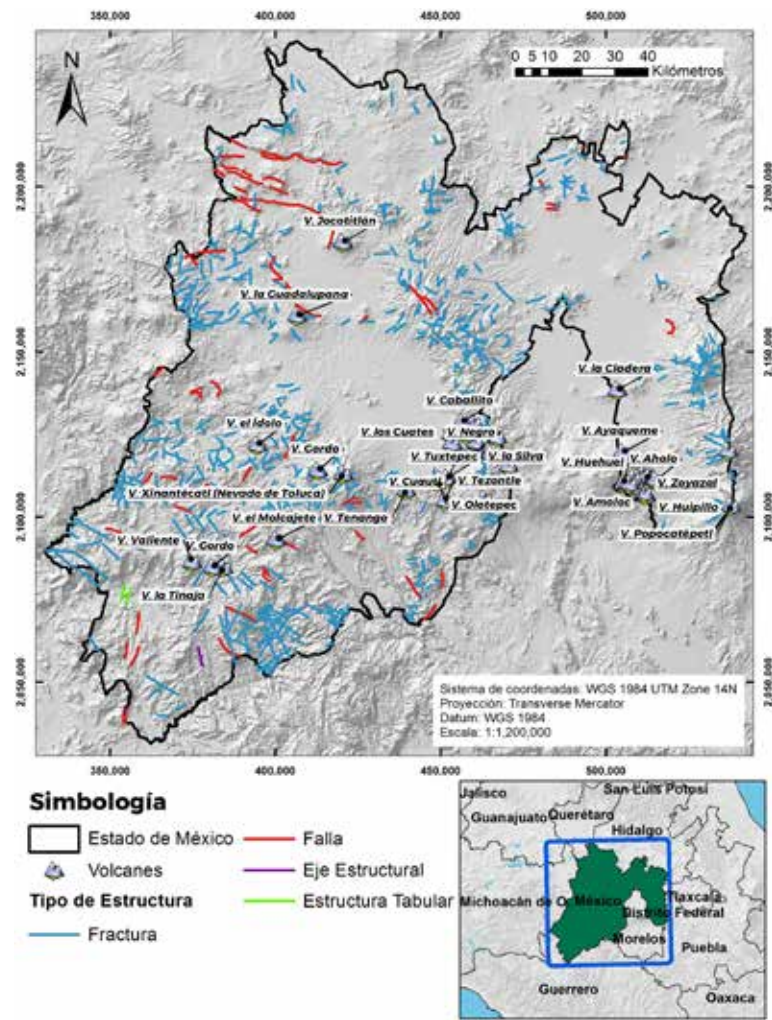 350,000 400,000 450,000 500,000
N
0 5 10 20 30 40
Kilómetros
2,200,000
2,200,000
V. Jocotitlán
V. la Guadalupana
2,150,000
2,150,000
V. la Cladera
V. Caballito
V. el Ídolo
V. los Cuates
V. Negro
V. Ayaqueme
V. Gordo
V. Tuxtepec
V. la Silva
V. Huehuel
V. Aholo
V. Xinantécatl (Nevado de Toluca)
V. Cuautl
V. Tezontle
V. Zoyazal
V. el Molcajete
V. Tenango
V. Olotepec
V. Amoloc
V. Huipillo
2,100,000
2,100,000
V. Valiente
V. Gordo
V. Popocatépetl
V. la Tinaja
2,050,000
2,050,000
Sistema de coordenadas: WGS 1984 UTM Zone 14N
Proyección: Transverse Mercator
Datum: WGS 1984
Escala: 1:1,200,000
350,000 400,000 450,000 500,000
Simbología
Estado de México
Volcanes
Tipo de Estructura
Fractura
Falla
Eje Estructural
Estructura Tabular
Jalisco
San Luis Potosí
Guanajuato
Querétaro
Hidalgo
Michoacán de O
México
Tlaxcala
Distrito Federal
Morelos
Puebla
Guerrero
Oaxaca